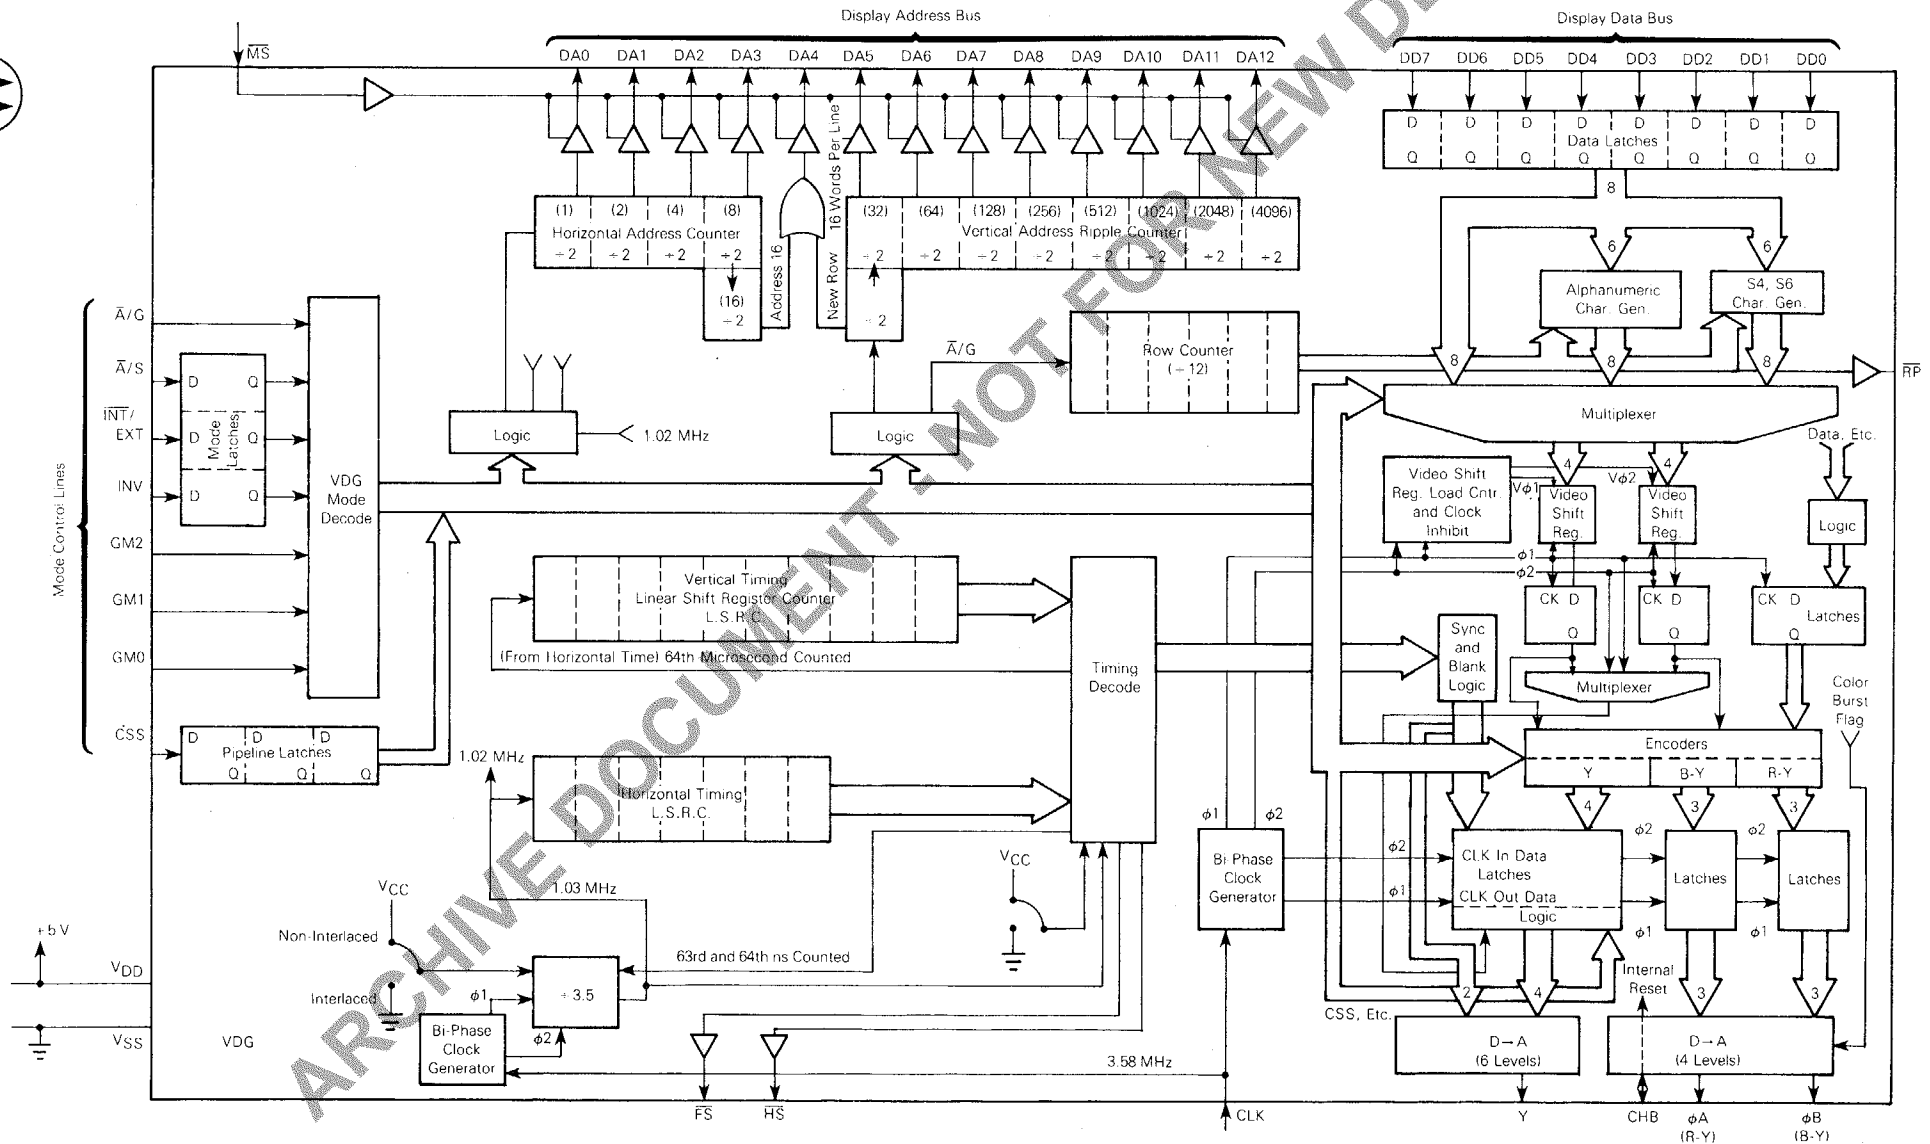 Display Address Bus
Display Data Bus
MS
DA0 DA1 DA2 DA3 DA4 DA5 DA6 DA7 DA8 DA9 DA10 DA11 DA12
DD7 DD6 DD5 DD4 DD3 DD2 DD1 DD0
D D D D D D D D
Data Latches
Q Q Q Q Q Q Q Q
8
16 Words Per Line
(1) (2) (4) (8)
Horizontal Address Counter
÷2 ÷2 ÷2 ÷2
(16)
÷2
Address 16
New Row
(32) (64) (128) (256) (512) (1024) (2048) (4096)
Vertical Address Ripple Counter
÷2 ÷2 ÷2 ÷2 ÷2 ÷2 ÷2 ÷2
÷2
6 6
Alphanumeric
Char. Gen.
S4, S6
Char. Gen.
Mode Control Lines
A/G
A/S
INT/
EXT
INV
GM2
GM1
GM0
CSS
D Q
D Q
D Q
Mode
Latches
VDG
Mode
Decode
D D D
Pipeline Latches
Q Q Q
Logic
1.02 MHz
Logic
A/G
Row Counter
(÷12)
8 8 8
RP
Multiplexer
4 4
Data, Etc.
Video Shift
Reg. Load Cntr.
and Clock
Inhibit
Vϕ1
Vϕ2
Video
Shift
Reg.
Video
Shift
Reg.
Logic
ϕ1
ϕ2
CK D
Q
CK D
Q
CK D
Latches
Q
Vertical Timing
Linear Shift Register Counter
L.S.R.C.
(From Horizontal Time) 64th Microsecond Counted
Timing
Decode
Sync
and
Blank
Logic
Multiplexer
Color
Burst
Flag
Encoders
Y B-Y R-Y
4 3 3
1.02 MHz
Horizontal Timing
L.S.R.C.
1.03 MHz
ϕ1 ϕ2
Bi-Phase
Clock
Generator
ϕ2
ϕ1
CLK In Data
Latches
CLK Out Data
Logic
ϕ2
ϕ1
Latches
ϕ2
ϕ1
Latches
VCC
VCC
Non-Interlaced
Interlaced
63rd and 64th ns Counted
÷3.5
ϕ1
ϕ2
Bi-Phase
Clock
Generator
+5 V
VDD
VSS
VDG
3.58 MHz
CSS, Etc.
2 4
Internal
Reset
3 3
D→A
(6 Levels)
D→A
(4 Levels)
FS HS CLK Y CHB ϕA
(R-Y)
ϕB
(B-Y)
ARCHIVE DOCUMENT - NOT FOR NEW DE